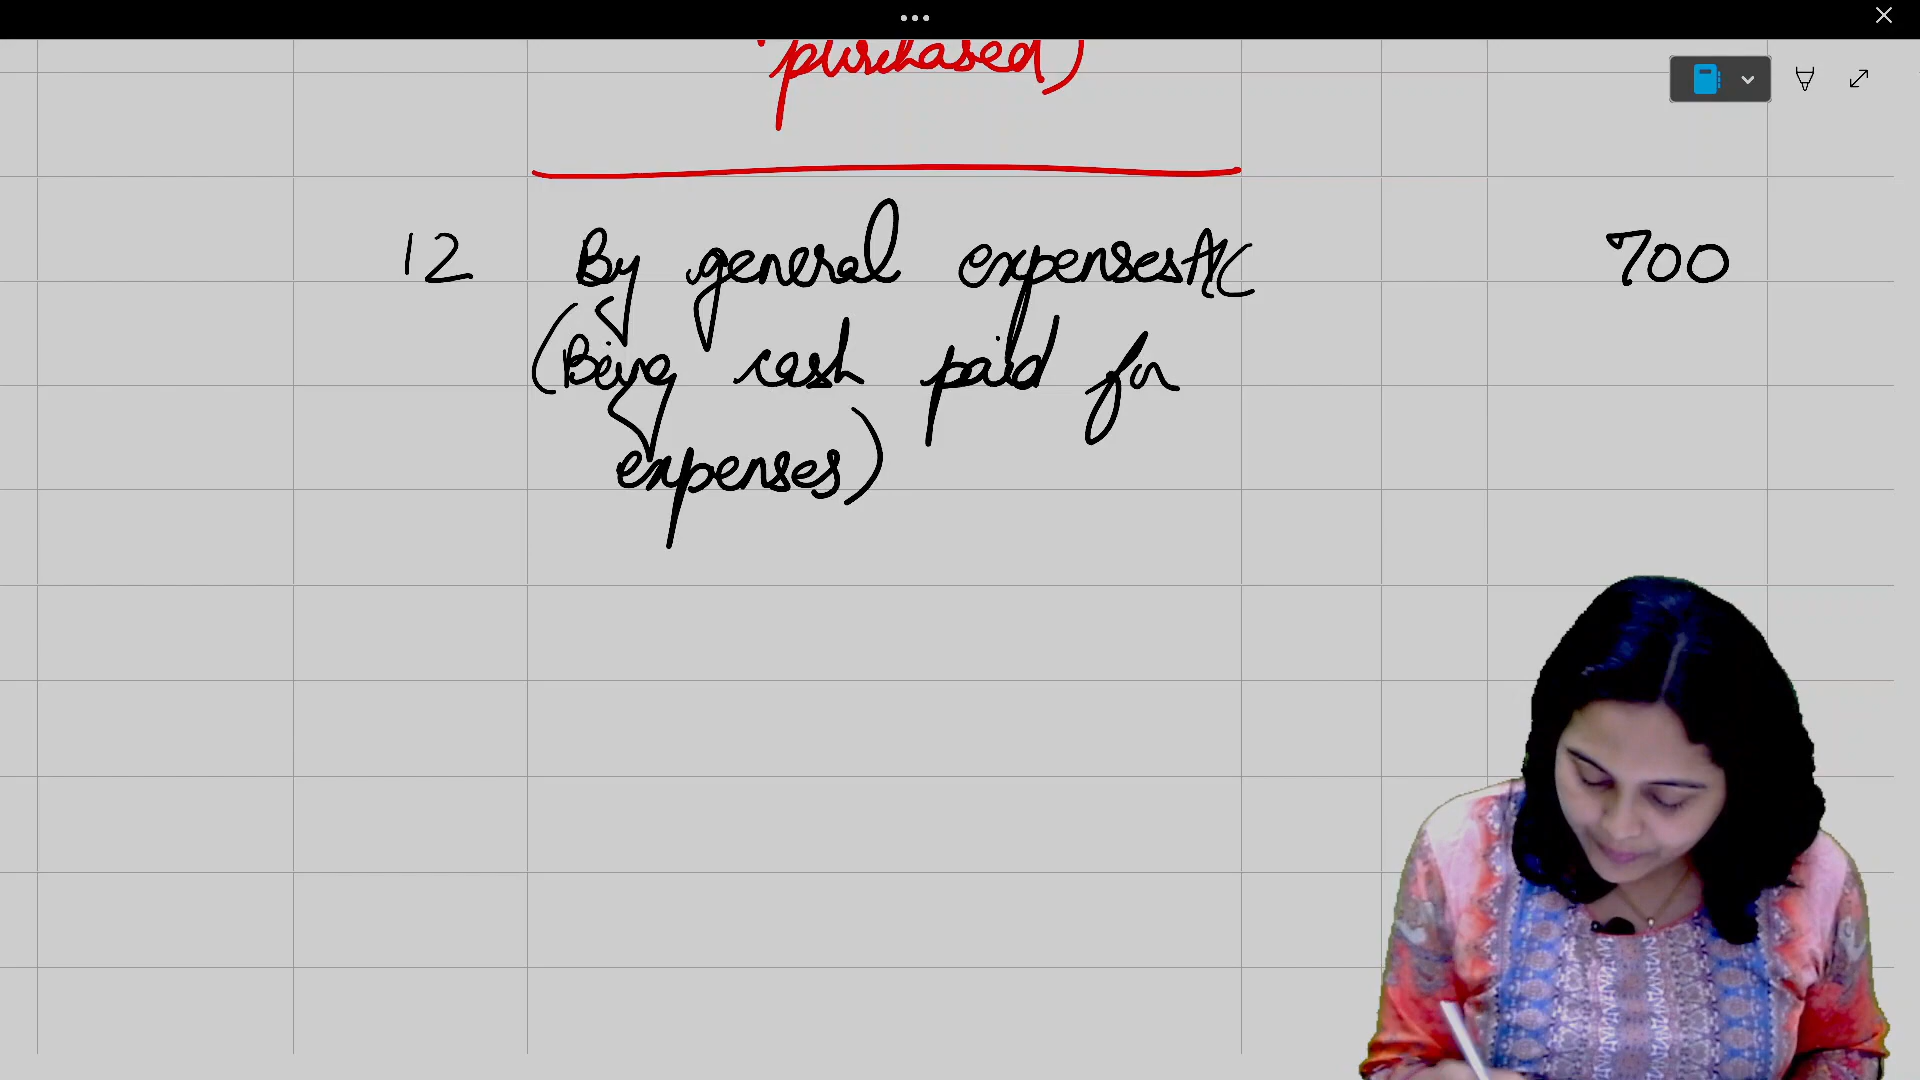 purchased)
12 By general expenses A/C 700
(Being cash paid for
expenses)